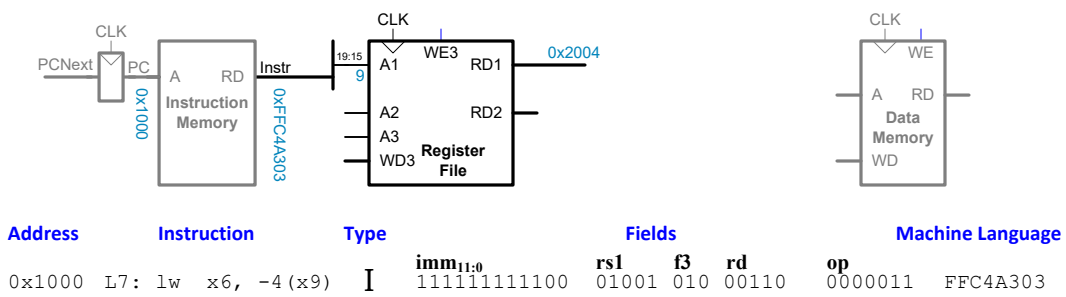 CLK
CLK
CLK
PCNext
PC
A
RD
Instr
19:15
9
A1
WE3
RD1
0x2004
WE
0x1000
Instruction
Memory
0xFFC4A303
A2
RD2
A3
WD3
Register
File
A
RD
Data
Memory
WD
Address Instruction Type Fields Machine Language
imm11:0 rs1 f3 rd op
0x1000 L7: lw x6, -4(x9) I 111111111100 01001 010 00110 0000011 FFC4A303